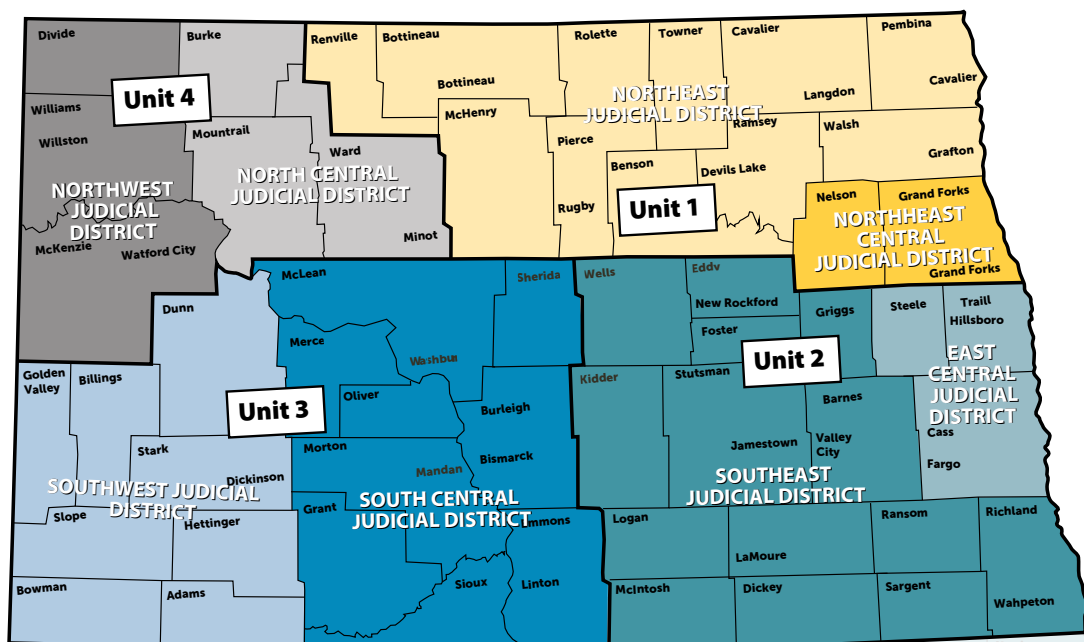 Divide
Burke
Renville
Bottineau
Rolette
Towner
Cavalier
Pembina
Unit 4
Bottineau
Cavalier
Langdon
NORTHEAST
JUDICIAL DISTRICT
Williams
Willston
Mountrail
McHenry
Ramsey
Walsh
Pierce
Ward
Benson
Devils Lake
Grafton
NORTHWEST
JUDICIAL
DISTRICT
NORTH CENTRAL
JUDICIAL DISTRICT
Rugby
Unit 1
Nelson
Grand Forks
NORTHHEAST
CENTRAL
JUDICIAL DISTRICT
Grand Forks
McKenzie
Watford City
Minot
McLean
Sherida
Wells
Eddv
New Rockford
Griggs
Steele
Traill
Hillsboro
Dunn
Foster
Merce
Washbur
Unit 2
EAST
CENTRAL
JUDICIAL
DISTRICT
Golden
Valley
Billings
Unit 3
Oliver
Burleigh
Kidder
Stutsman
Barnes
Stark
Morton
Bismarck
Jamestown
Valley
City
Cass
Fargo
Dickinson
Mandan
SOUTHWEST JUDICIAL
DISTRICT
SOUTH CENTRAL
JUDICIAL DISTRICT
SOUTHEAST
JUDICIAL DISTRICT
Slope
Hettinger
Grant
mmons
Logan
Ransom
Richland
LaMoure
Bowman
Adams
Sioux
Linton
McIntosh
Dickey
Sargent
Wahpeton